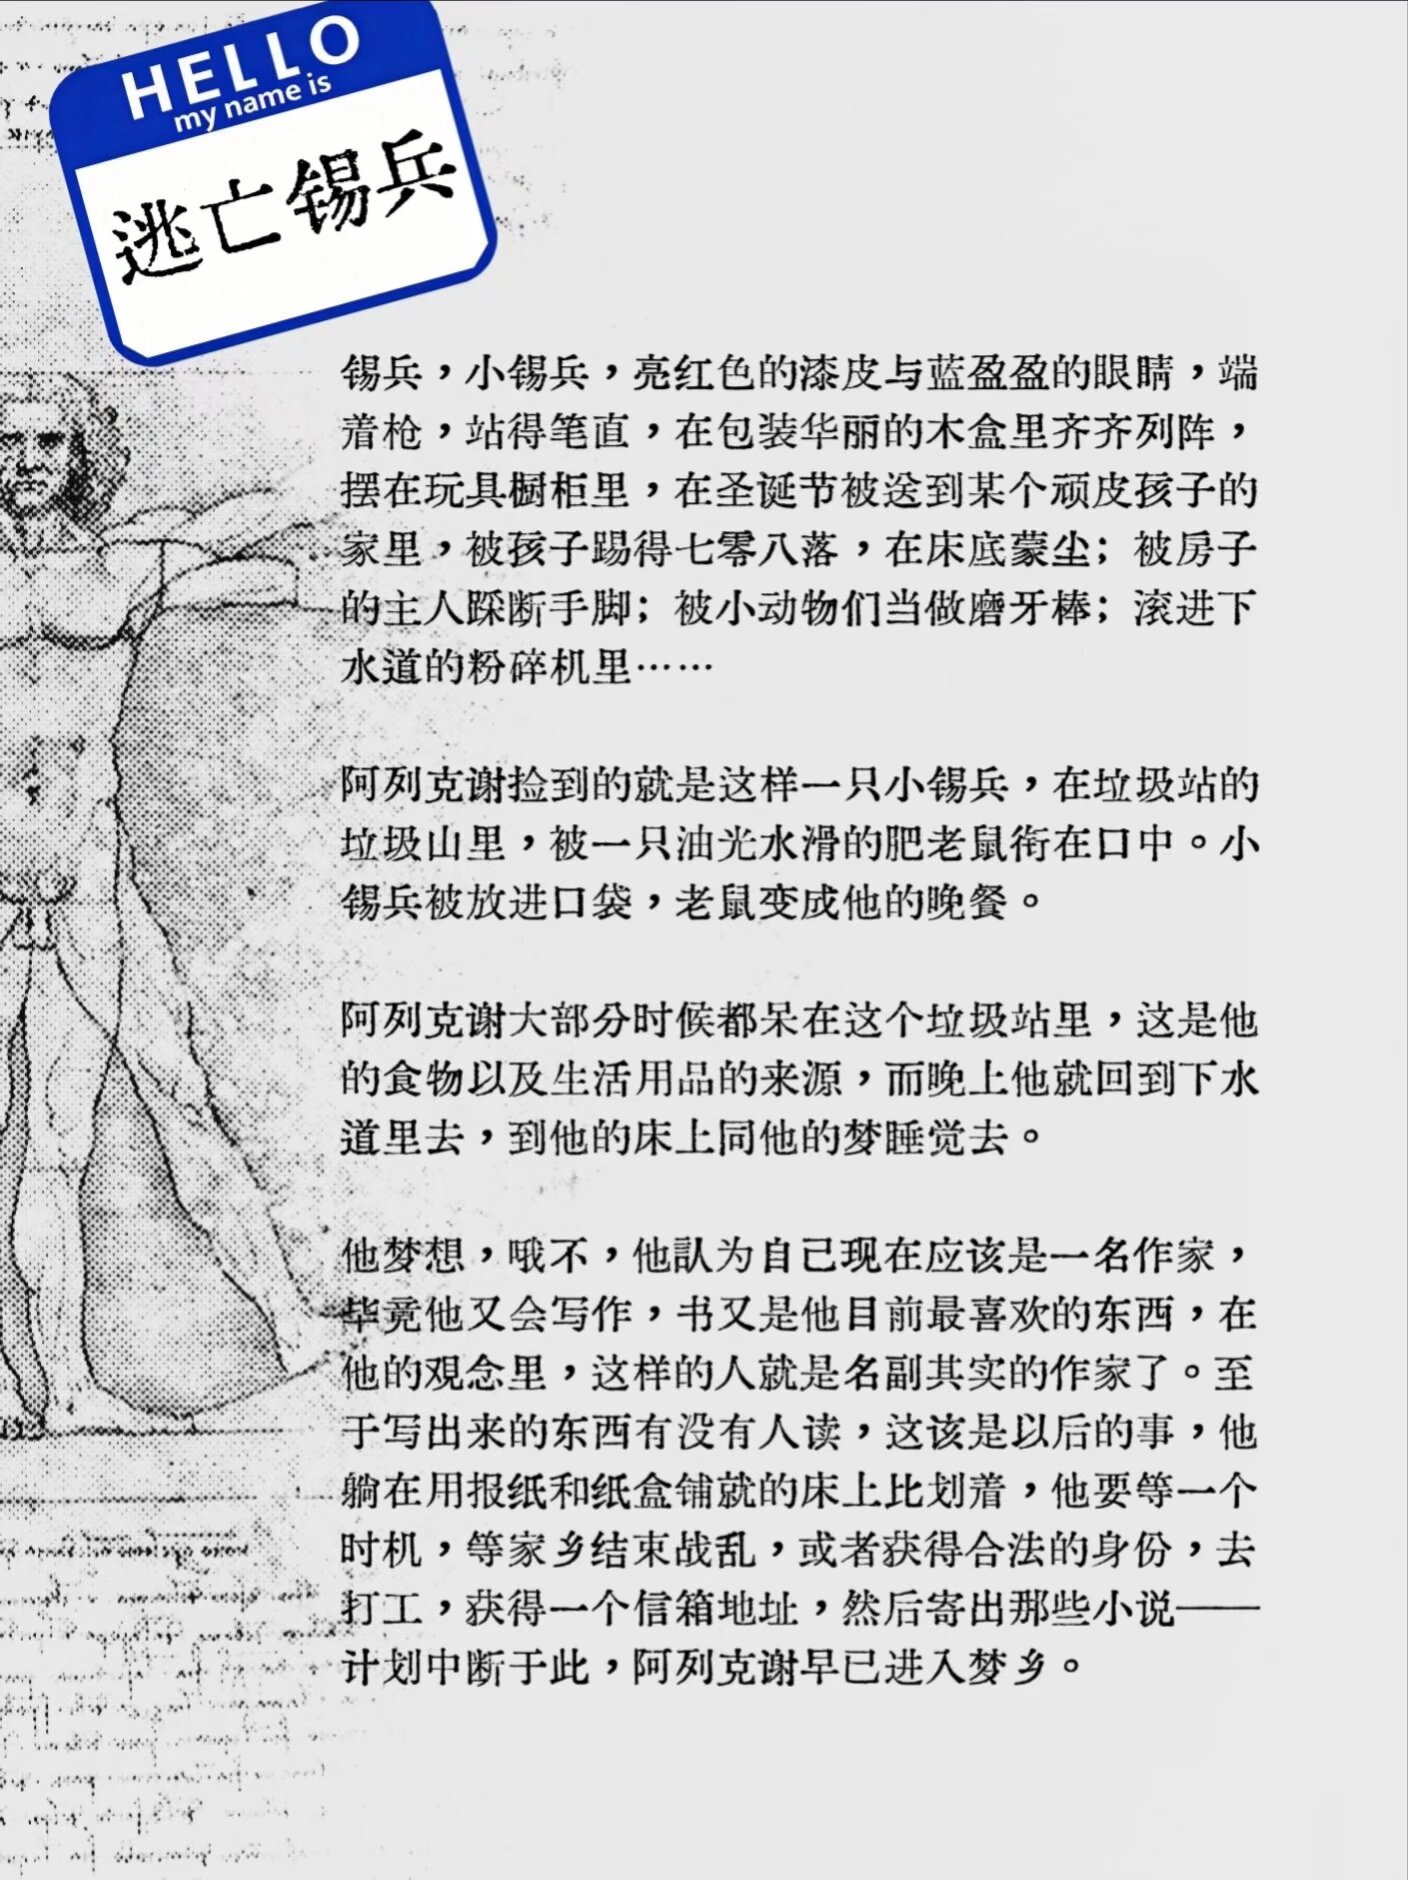 HELLO
my name is
逃亡锡兵
锡兵，小锡兵，亮红色的漆皮与蓝盈盈的眼睛，端
着枪，站得笔直，在包装华丽的木盒里齐齐列阵，
摆在玩具橱柜里，在圣诞节被送到某个顽皮孩子的
家里，被孩子踢得七零八落，在床底蒙尘；被房子
的主人踩断手脚；被小动物们当做磨牙棒；滚进下
水道的粉碎机里……
阿列克谢捡到的就是这样一只小锡兵，在垃圾站的
垃圾山里，被一只油光水滑的肥老鼠衔在口中。小
锡兵被放进口袋，老鼠变成他的晚餐。
阿列克谢大部分时候都呆在这个垃圾站里，这是他
的食物以及生活用品的来源，而晚上他就回到下水
道里去，到他的床上同他的梦睡觉去。
他梦想，哦不，他認为自己现在应该是一名作家，
毕竟他又会写作，书又是他目前最喜欢的东西，在
他的观念里，这样的人就是名副其实的作家了。至
于写出来的东西有没有人读，这该是以后的事，他
躺在用报纸和纸盒铺就的床上比划着，他要等一个
时机，等家乡结束战乱，或者获得合法的身份，去
打工，获得一个信箱地址，然后寄出那些小说——
计划中断于此，阿列克谢早已进入梦乡。